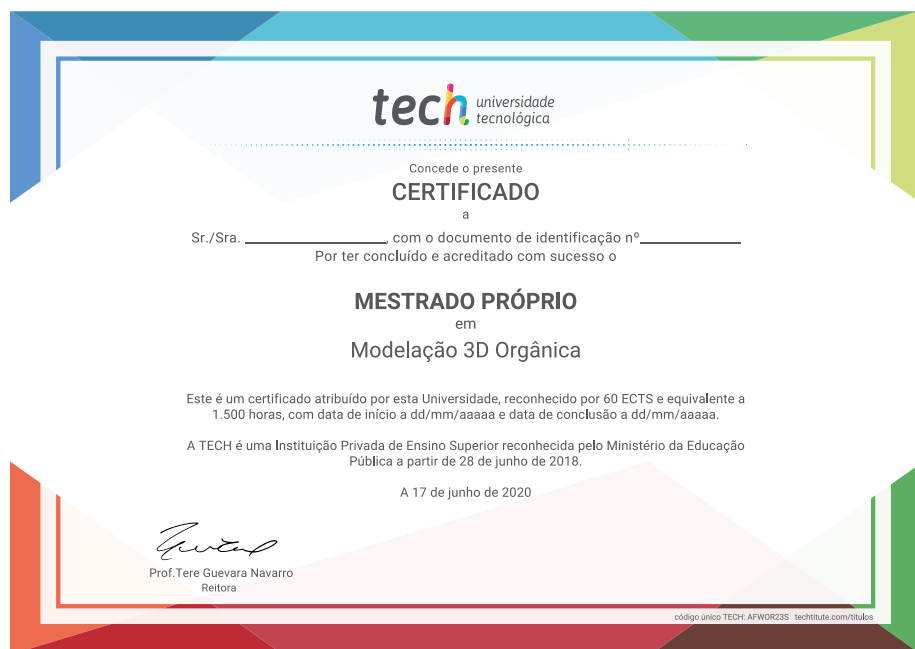 tech universidade
tecnológica
Concede o presente
CERTIFICADO
a
Sr./Sra. ________________, com o documento de identificação nº____________
Por ter concluído e acreditado com sucesso o
MESTRADO PRÓPRIO
em
Modelação 3D Orgânica
Este é um certificado atribuído por esta Universidade, reconhecido por 60 ECTS e equivalente a
1.500 horas, com data de início a dd/mm/aaaaa e data de conclusão a dd/mm/aaaaa.
A TECH é uma Instituição Privada de Ensino Superior reconhecida pelo Ministério da Educação
Pública a partir de 28 de junho de 2018.
A 17 de junho de 2020
Prof.Tere Guevara Navarro
Reitora
código único TECH: AFWOR23S techtitute.com/titulos